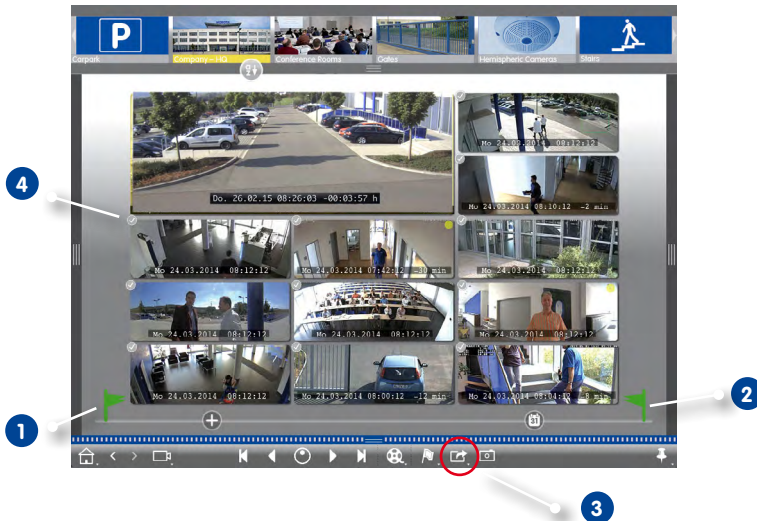 P
Carpark
Company – HQ
Conference Rooms
Gates
Hemispheric Cameras
Stairs
Mo 24.03.2014 08:12:12
Do. 26.02.15 08:26:03 -00:03:57 h
Mo 24.03.2014 08:10:12 -2 min
4
Mo 24.03.2014 08:12:12
Mo 24.03.2014 07:42:12 -30 min
Mo 24.03.2014 08:12:12
Mo 24.03.2014 08:12:12
Mo 24.03.2014 08:12:12
Mo 24.03.2014 08:12:12
Mo 24.03.2014 08:12:12
Mo 24.03.2014 08:00:12 -12 min
Mo 24.03.2014 08:04:12 -8 min
1
2
31
3